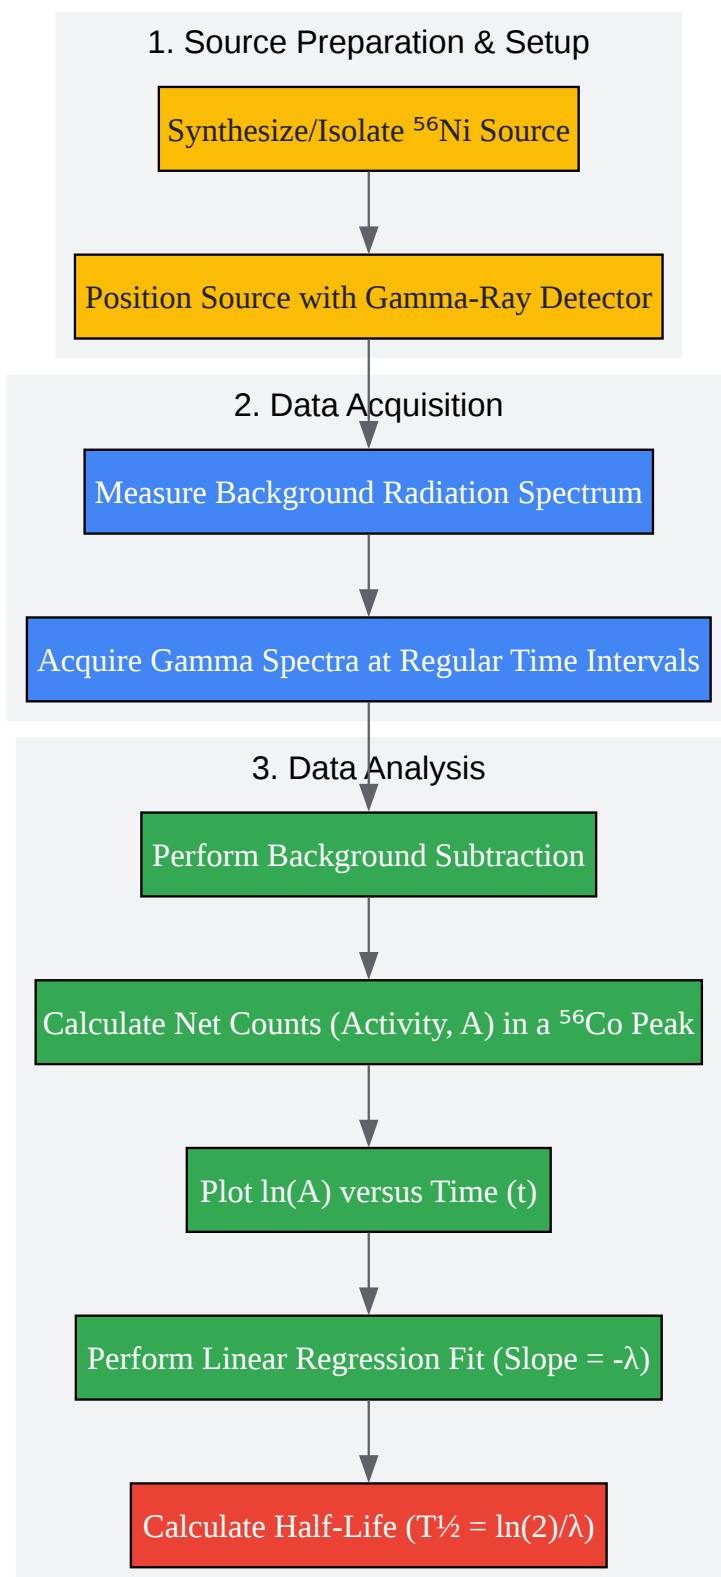 1. Source Preparation & Setup
Synthesize/Isolate ⁵⁶Ni Source
Position Source with Gamma-Ray Detector
2. Data Acquisition
Measure Background Radiation Spectrum
Acquire Gamma Spectra at Regular Time Intervals
3. Data Analysis
Perform Background Subtraction
Calculate Net Counts (Activity, A) in a ⁵⁶Co Peak
Plot ln(A) versus Time (t)
Perform Linear Regression Fit (Slope = -λ)
Calculate Half-Life (T½ = ln(2)/λ)